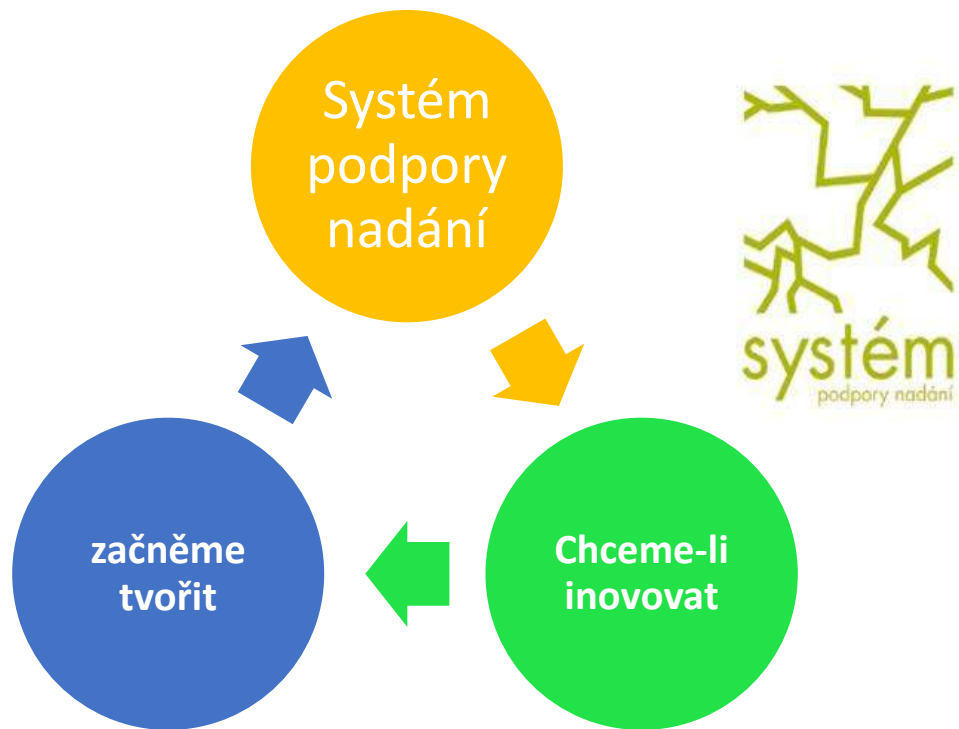 Systém
podpory
nadání
systém
podpory nadání
Chceme-li
inovovat
začněme
tvořit